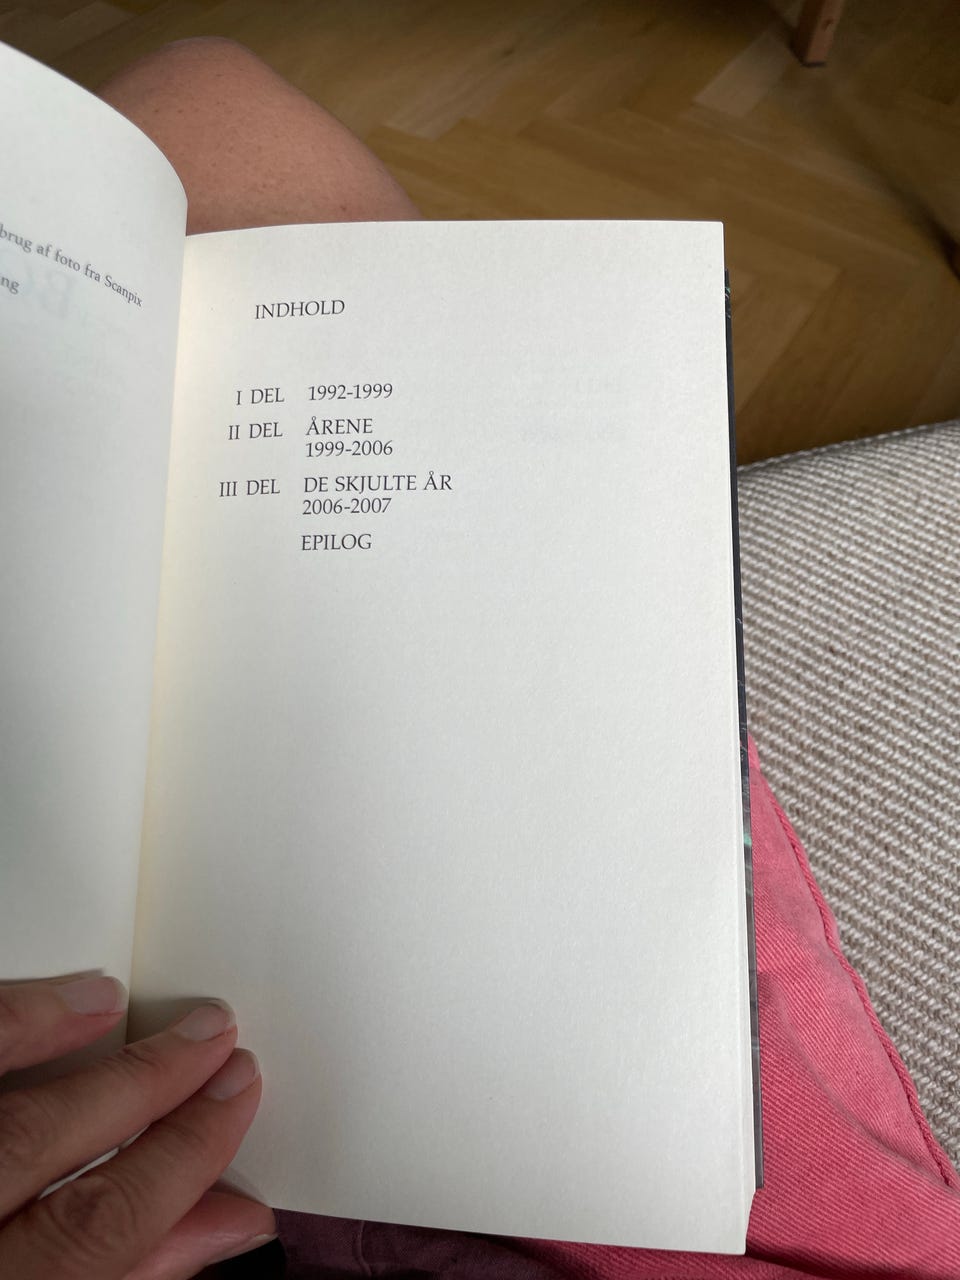 brug af foto fra Scanpix
INDHOLD
I DEL 1992-1999
II DEL ÅRENE
1999-2006
III DEL DE SKJULTE ÅR
2006-2007
EPILOG